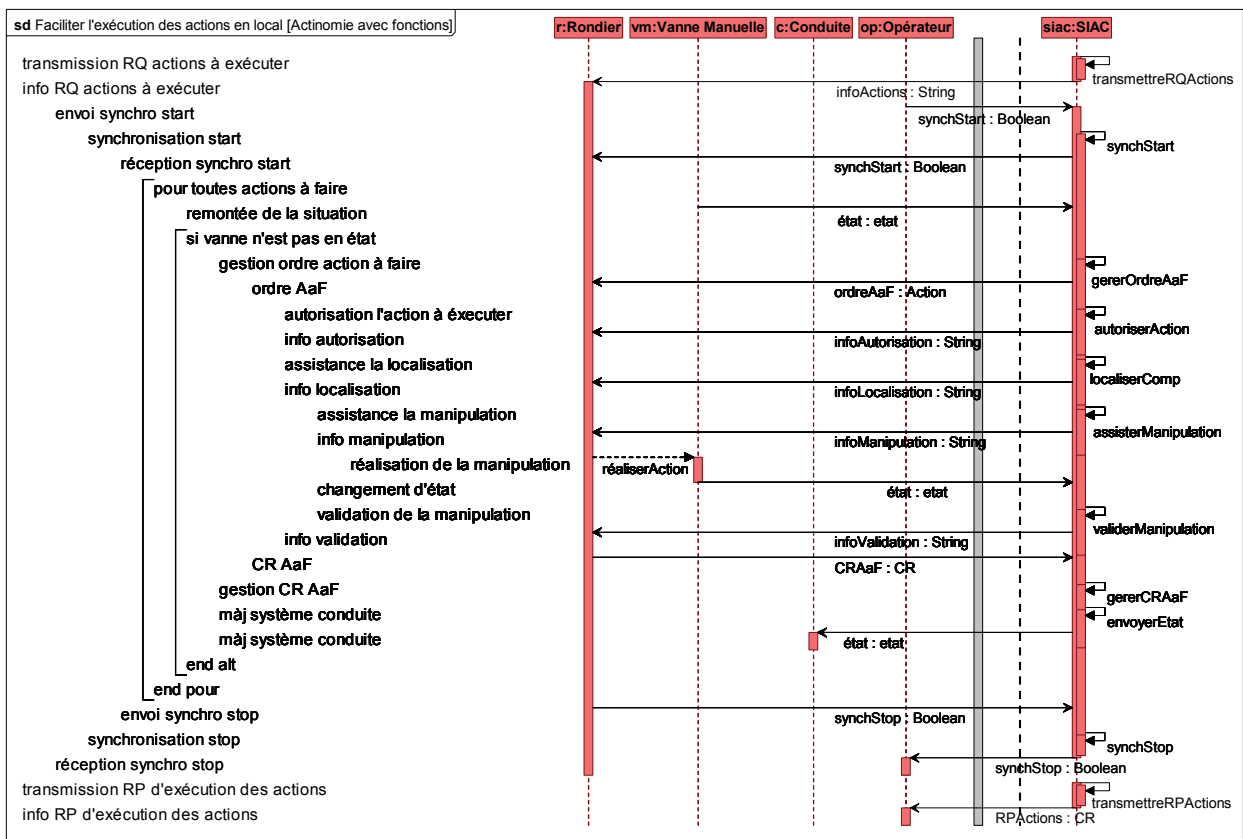 sd Faciliter l'exécution des actions en local [Actinomie avec fonctions]
r:Rondier vm:Vanne Manuelle c:Conduite op:Opérateur siac:SIAC
transmission RQ actions à exécuter
transmettreRQActions
info RQ actions à exécuter
infoActions : String
envoi synchro start
synchStart : Boolean
synchronisation start
synchStart
réception synchro start
synchStart : Boolean
pour toutes actions à faire
remontée de la situation
état : etat
si vanne n'est pas en état
gestion ordre action à faire
gererOrdreAaF
ordre AaF
ordreAaF : Action
autorisation l'action à éxecuter
autoriserAction
info autorisation
infoAutorisation : String
assistance la localisation
localiserComp
info localisation
infoLocalisation : String
assistance la manipulation
assisterManipulation
info manipulation
infoManipulation : String
réalisation de la manipulation
réaliserAction
changement d'état
état : etat
validation de la manipulation
validerManipulation
info validation
infoValidation : String
CR AaF
CRAaF : CR
gestion CR AaF
gererCRAaF
màj système conduite
envoyerEtat
màj système conduite
état : etat
end alt
end pour
envoi synchro stop
synchStop : Boolean
synchronisation stop
synchStop
réception synchro stop
synchStop : Boolean
transmission RP d'exécution des actions
transmettreRPActions
info RP d'exécution des actions
RPActions : CR